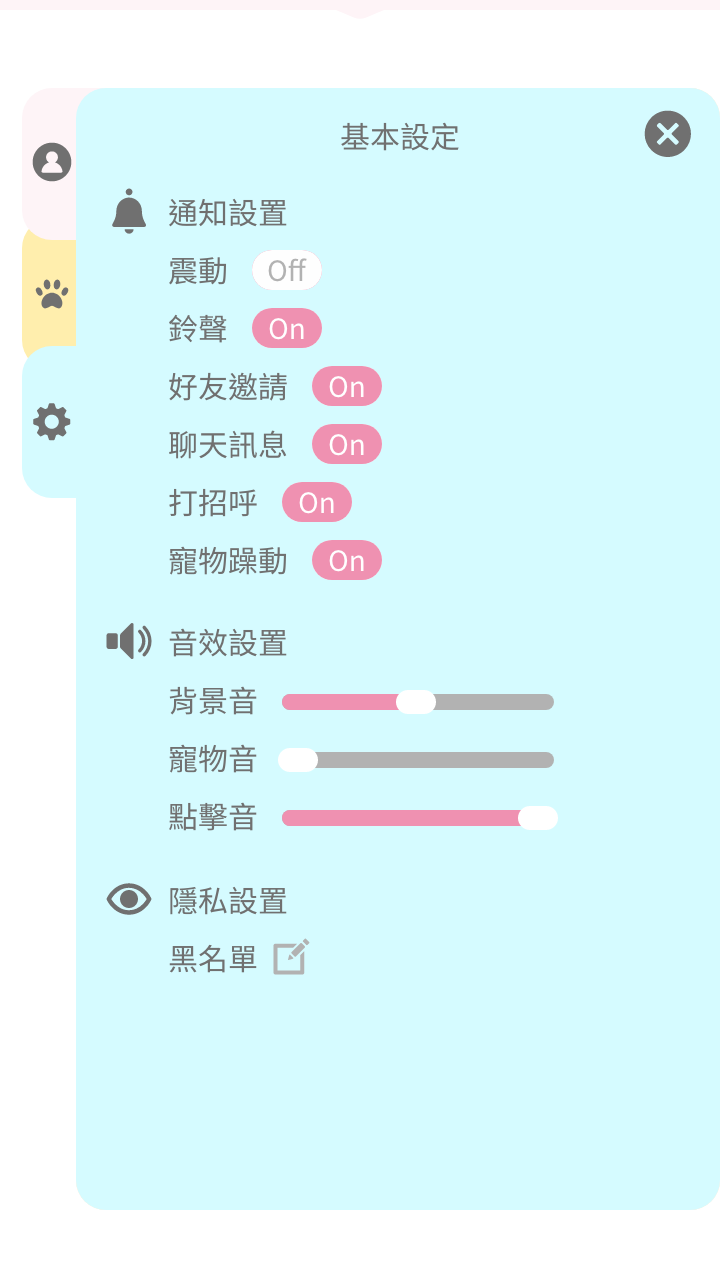 基本設定
通知設置
震動 Off
鈴聲 On
好友邀請 On
聊天訊息 On
打招呼 On
寵物躁動 On
音效設置
背景音
寵物音
點擊音
隱私設置
黑名單